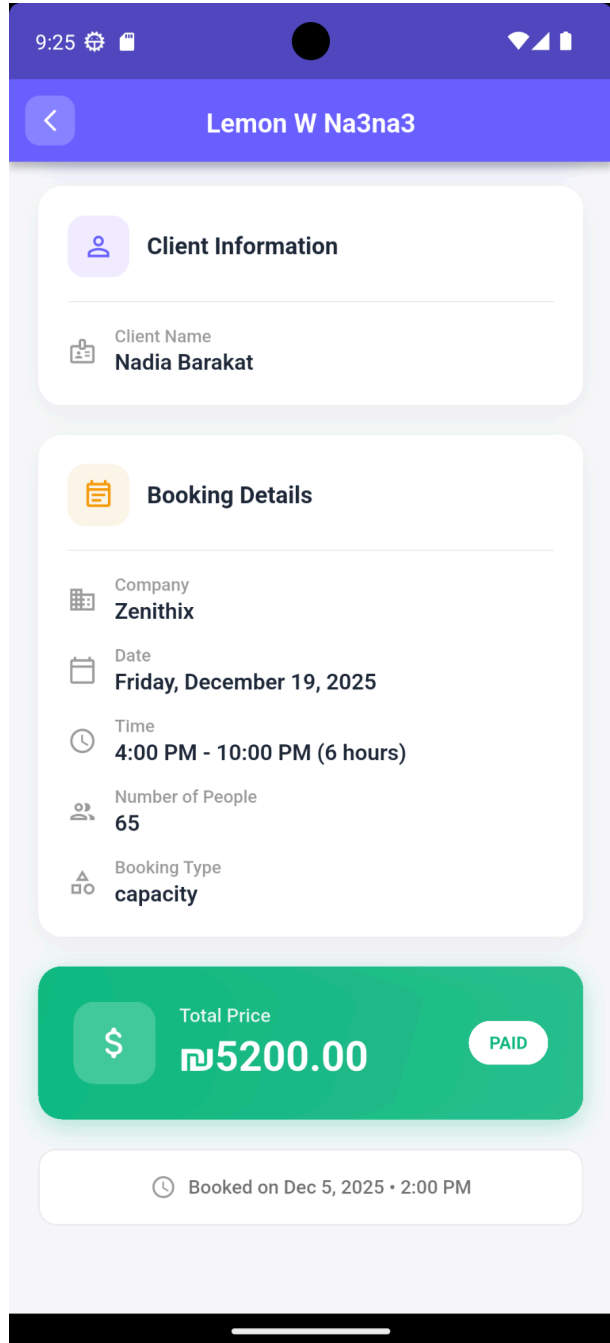 9:25
Lemon W Na3na3
Client Information
Client Name
Nadia Barakat
Booking Details
Company
Zenithix
Date
Friday, December 19, 2025
Time
4:00 PM - 10:00 PM (6 hours)
Number of People
65
Booking Type
capacity
Total Price
₪5200.00
PAID
Booked on Dec 5, 2025 • 2:00 PM